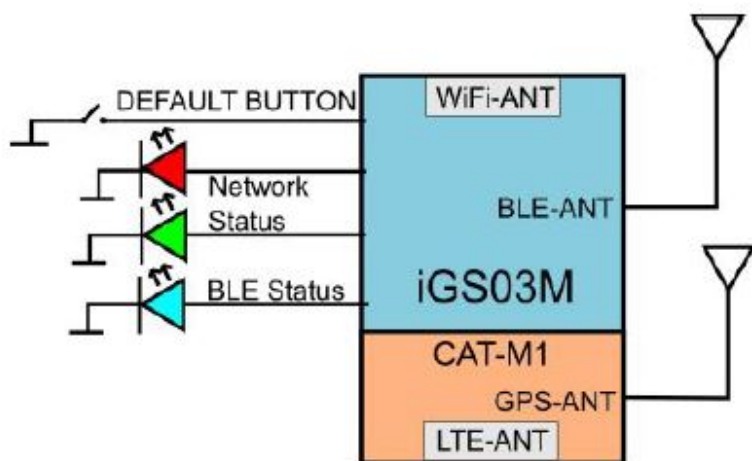 DEFAULT BUTTON
WiFi-ANT
Network
Status
BLE-ANT
BLE Status
iGS03M
CAT-M1
GPS-ANT
LTE-ANT